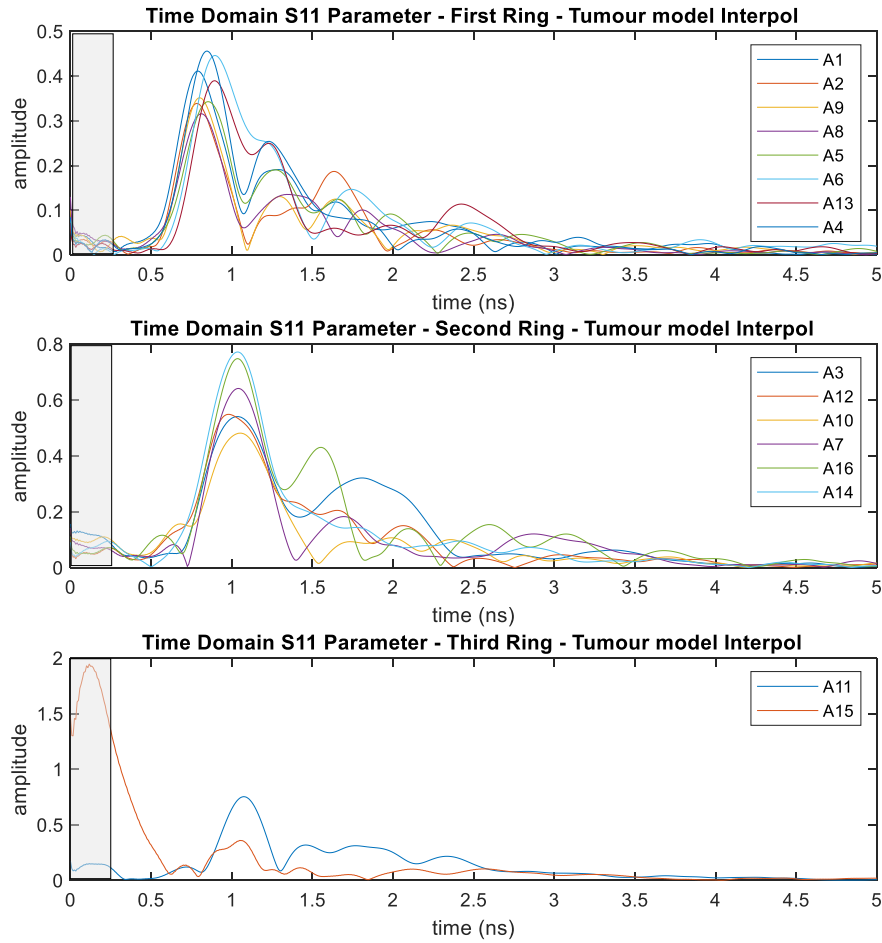 Time Domain S11 Parameter - First Ring - Tumour model Interpol
0.5
0.4
0.3
0.2
0.1
0
amplitude
A1
A2
A9
A8
A5
A6
A13
A4
0 0.5 1 1.5 2 2.5 3 3.5 4 4.5 5
time (ns)
Time Domain S11 Parameter - Second Ring - Tumour model Interpol
0.8
0.6
0.4
0.2
0
amplitude
A3
A12
A10
A7
A16
A14
0 0.5 1 1.5 2 2.5 3 3.5 4 4.5 5
time (ns)
Time Domain S11 Parameter - Third Ring - Tumour model Interpol
2
1.5
1
0.5
0
amplitude
A11
A15
0 0.5 1 1.5 2 2.5 3 3.5 4 4.5 5
time (ns)